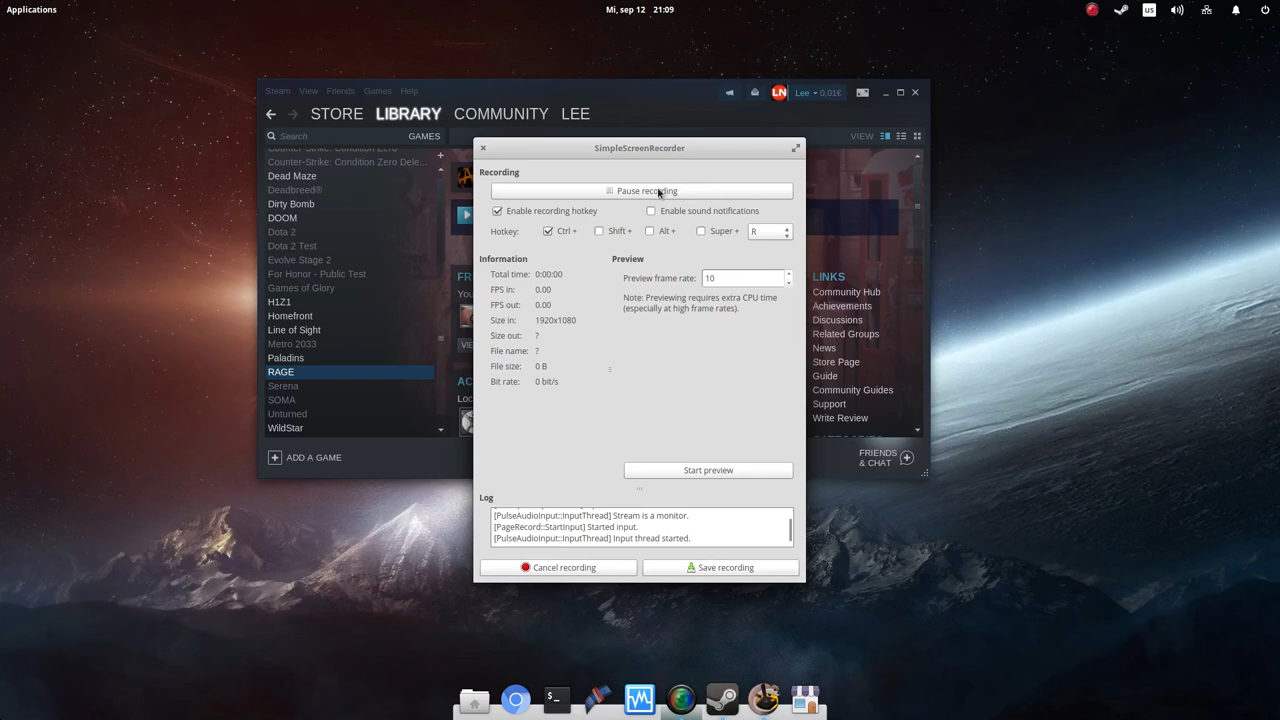 Applications
Mi, sep 12 21:09
us
Steam View Friends Games Help
LN Lee 0,01€
STORE LIBRARY COMMUNITY LEE
Search GAMES
VIEW
Counter-Strike: Condition Zero
Counter-Strike: Condition Zero Dele...
Dead Maze
Deadbreed®
Dirty Bomb
DOOM
Dota 2
Dota 2 Test
Evolve Stage 2
For Honor - Public Test
Games of Glory
H1Z1
Homefront
Line of Sight
Metro 2033
Paladins
RAGE
Serena
SOMA
Unturned
WildStar
ADD A GAME
SimpleScreenRecorder
Recording
Pause recording
Enable recording hotkey
Enable sound notifications
Hotkey: Ctrl + Shift + Alt + Super + R
Information
Total time: 0:00:00
FPS in: 0.00
FPS out: 0.00
Size in: 1920x1080
Size out: ?
File name: ?
File size: 0 B
Bit rate: 0 bit/s
Preview
Preview frame rate: 10
Note: Previewing requires extra CPU time
(especially at high frame rates).
Start preview
Log
[PulseAudioInput::InputThread] Stream is a monitor.
[PageRecord::StartInput] Started input.
[PulseAudioInput::InputThread] Input thread started.
Cancel recording
Save recording
LINKS
Community Hub
Achievements
Discussions
Related Groups
News
Store Page
Guide
Community Guides
Support
Write Review
FRIENDS
& CHAT